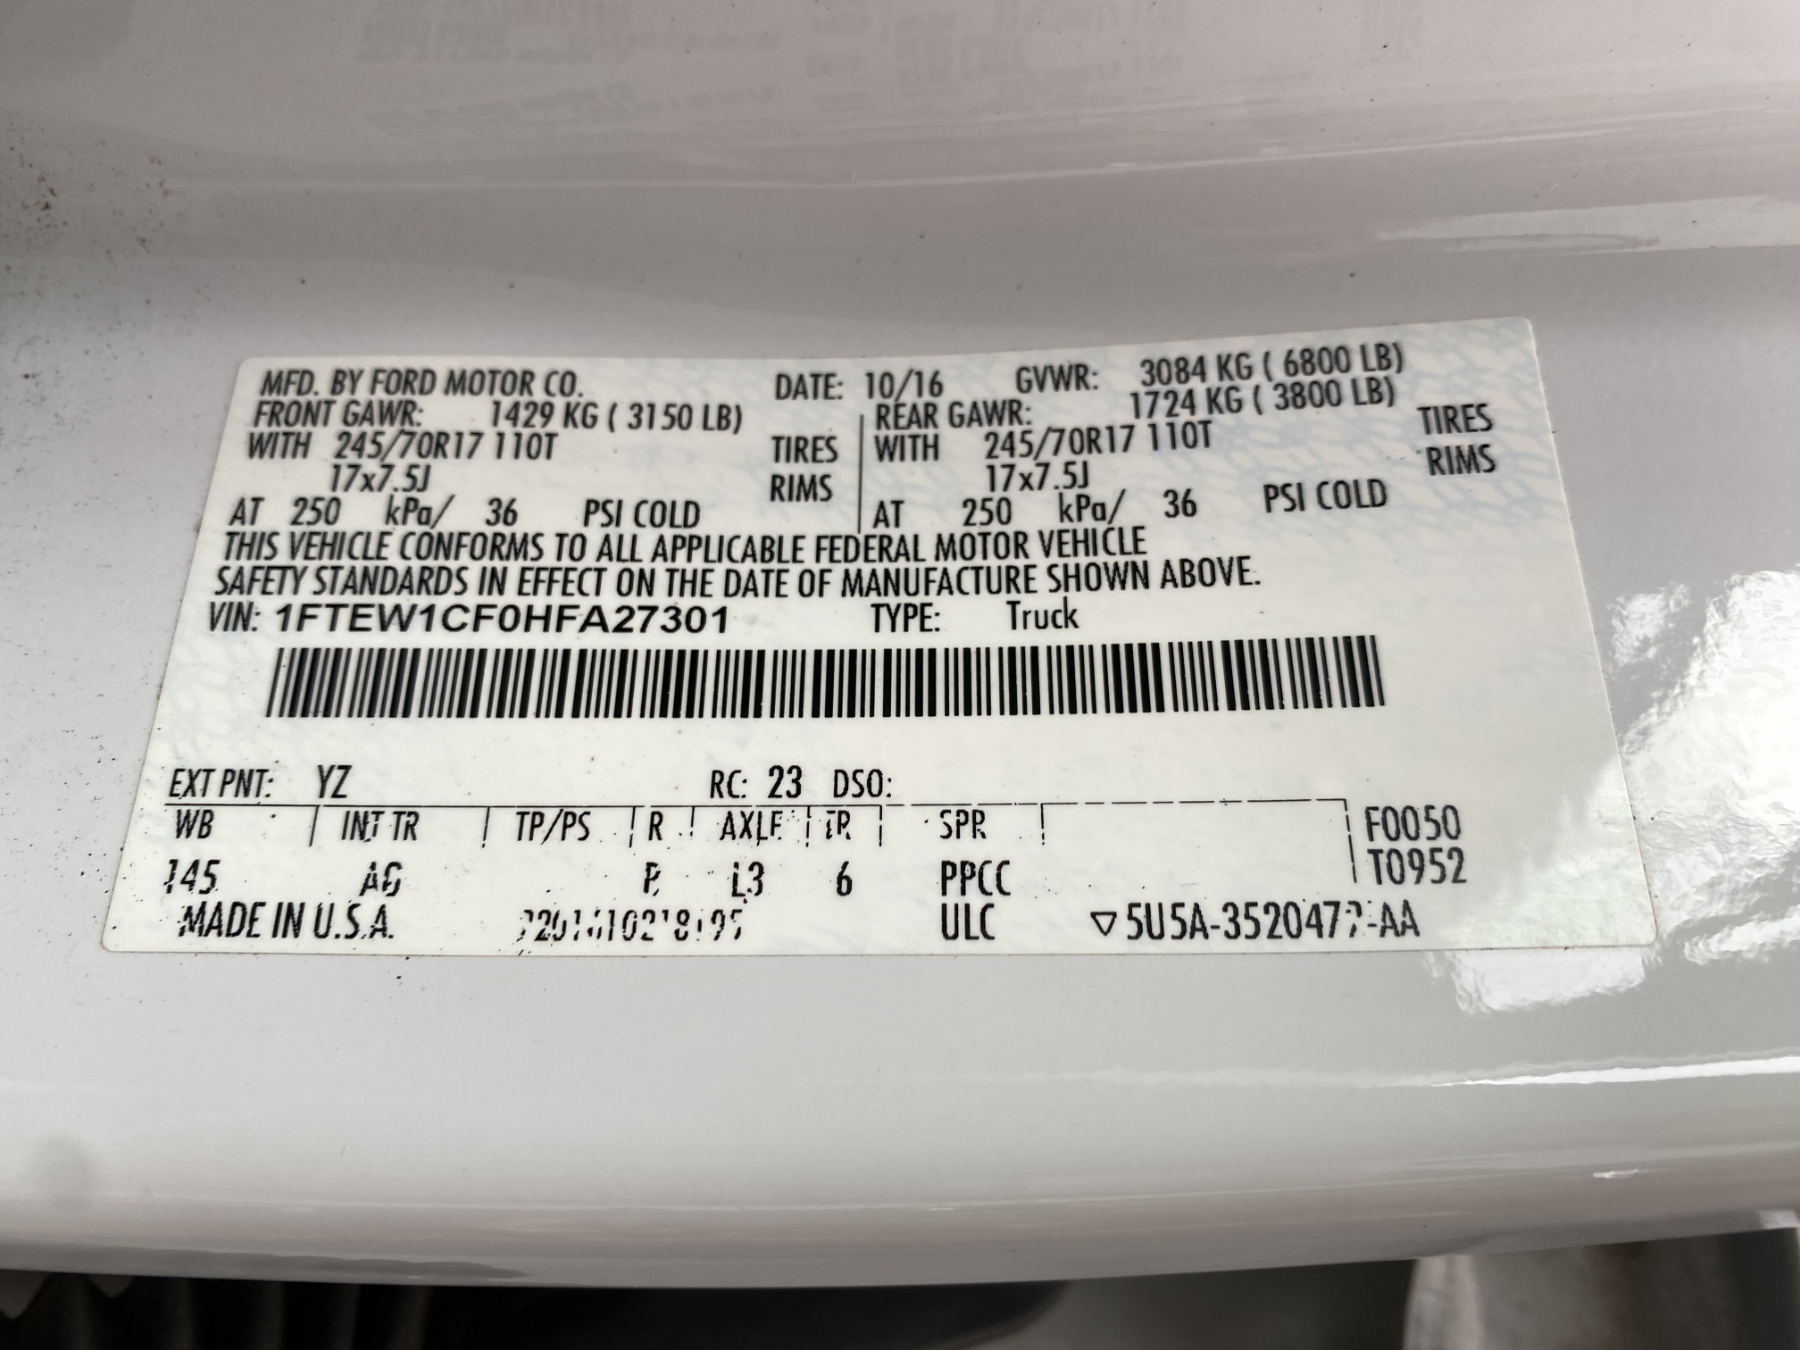 MFD. BY FORD MOTOR CO. DATE: 10/16 GVWR: 3084 KG ( 6800 LB)
FRONT GAWR: 1429 KG ( 3150 LB) REAR GAWR: 1724 KG ( 3800 LB)
WITH 245/70R17 110T TIRES WITH 245/70R17 110T TIRES
17x7.5J RIMS 17x7.5J RIMS
AT 250 kPa/ 36 PSI COLD AT 250 kPa/ 36 PSI COLD
THIS VEHICLE CONFORMS TO ALL APPLICABLE FEDERAL MOTOR VEHICLE
SAFETY STANDARDS IN EFFECT ON THE DATE OF MANUFACTURE SHOWN ABOVE.
VIN: 1FTEW1CF0HFA27301 TYPE: Truck
EXT PNT: YZ RC: 23 DSO:
WB INT TR TP/PS R AXLE TR SPR F0050
145 AG L3 6 PPCC T0952
MADE IN U.S.A. ULC